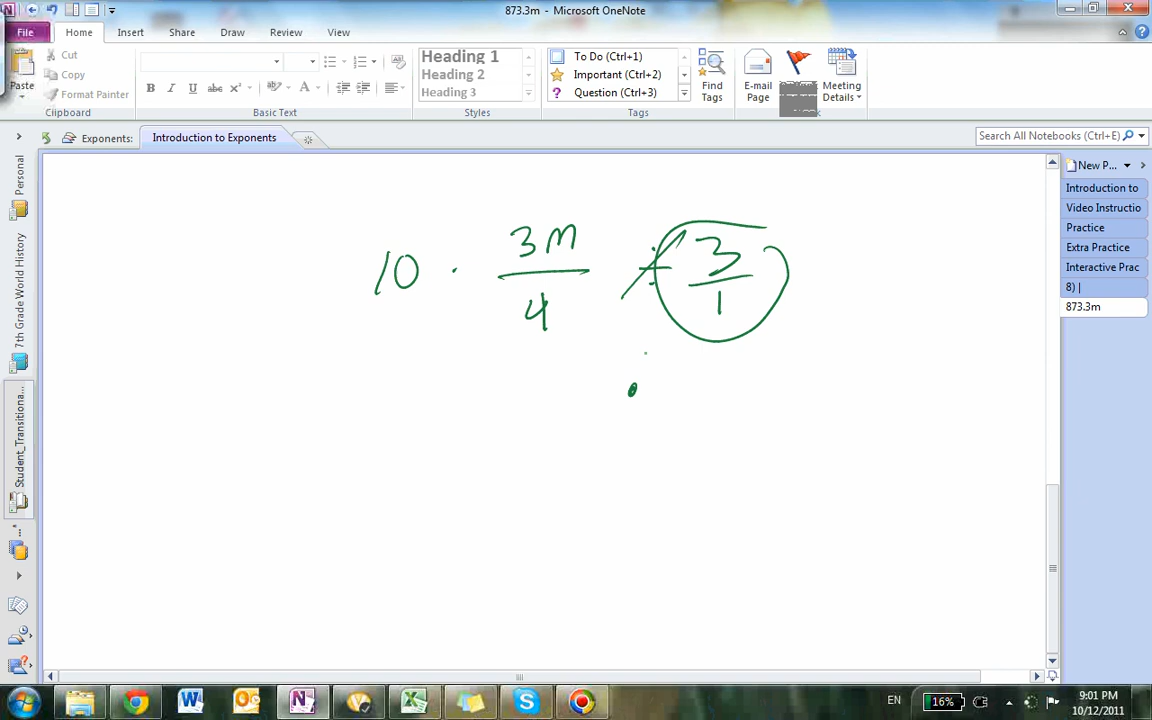 873.3m - Microsoft OneNote
File Home Insert Share Draw Review View
Cut
Copy
Format Painter
Paste
Clipboard
B I U abc x A
Basic Text
Heading 1
Heading 2
Heading 3
Styles
To Do (Ctrl+1)
Important (Ctrl+2)
Question (Ctrl+3)
Tags
Find Tags
E-mail Page
Meeting Details
Exponents: Introduction to Exponents
Search All Notebooks (Ctrl+E)
Personal
7th Grade World History
Student_Transitiona...
New P...
Introduction to
Video Instructio
Practice
Extra Practice
Interactive Prac
8) |
873.3m
10 · 3m/4 ÷ 3/1
EN
16%
9:01 PM
10/12/2011